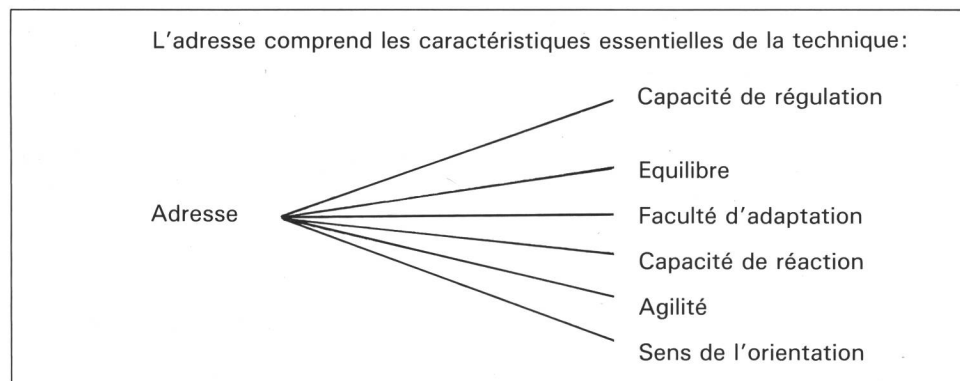 L'adresse comprend les caractéristiques essentielles de la technique:
Capacité de régulation
Equilibre
Adresse
Faculté d'adaptation
Capacité de réaction
Agilité
Sens de l'orientation